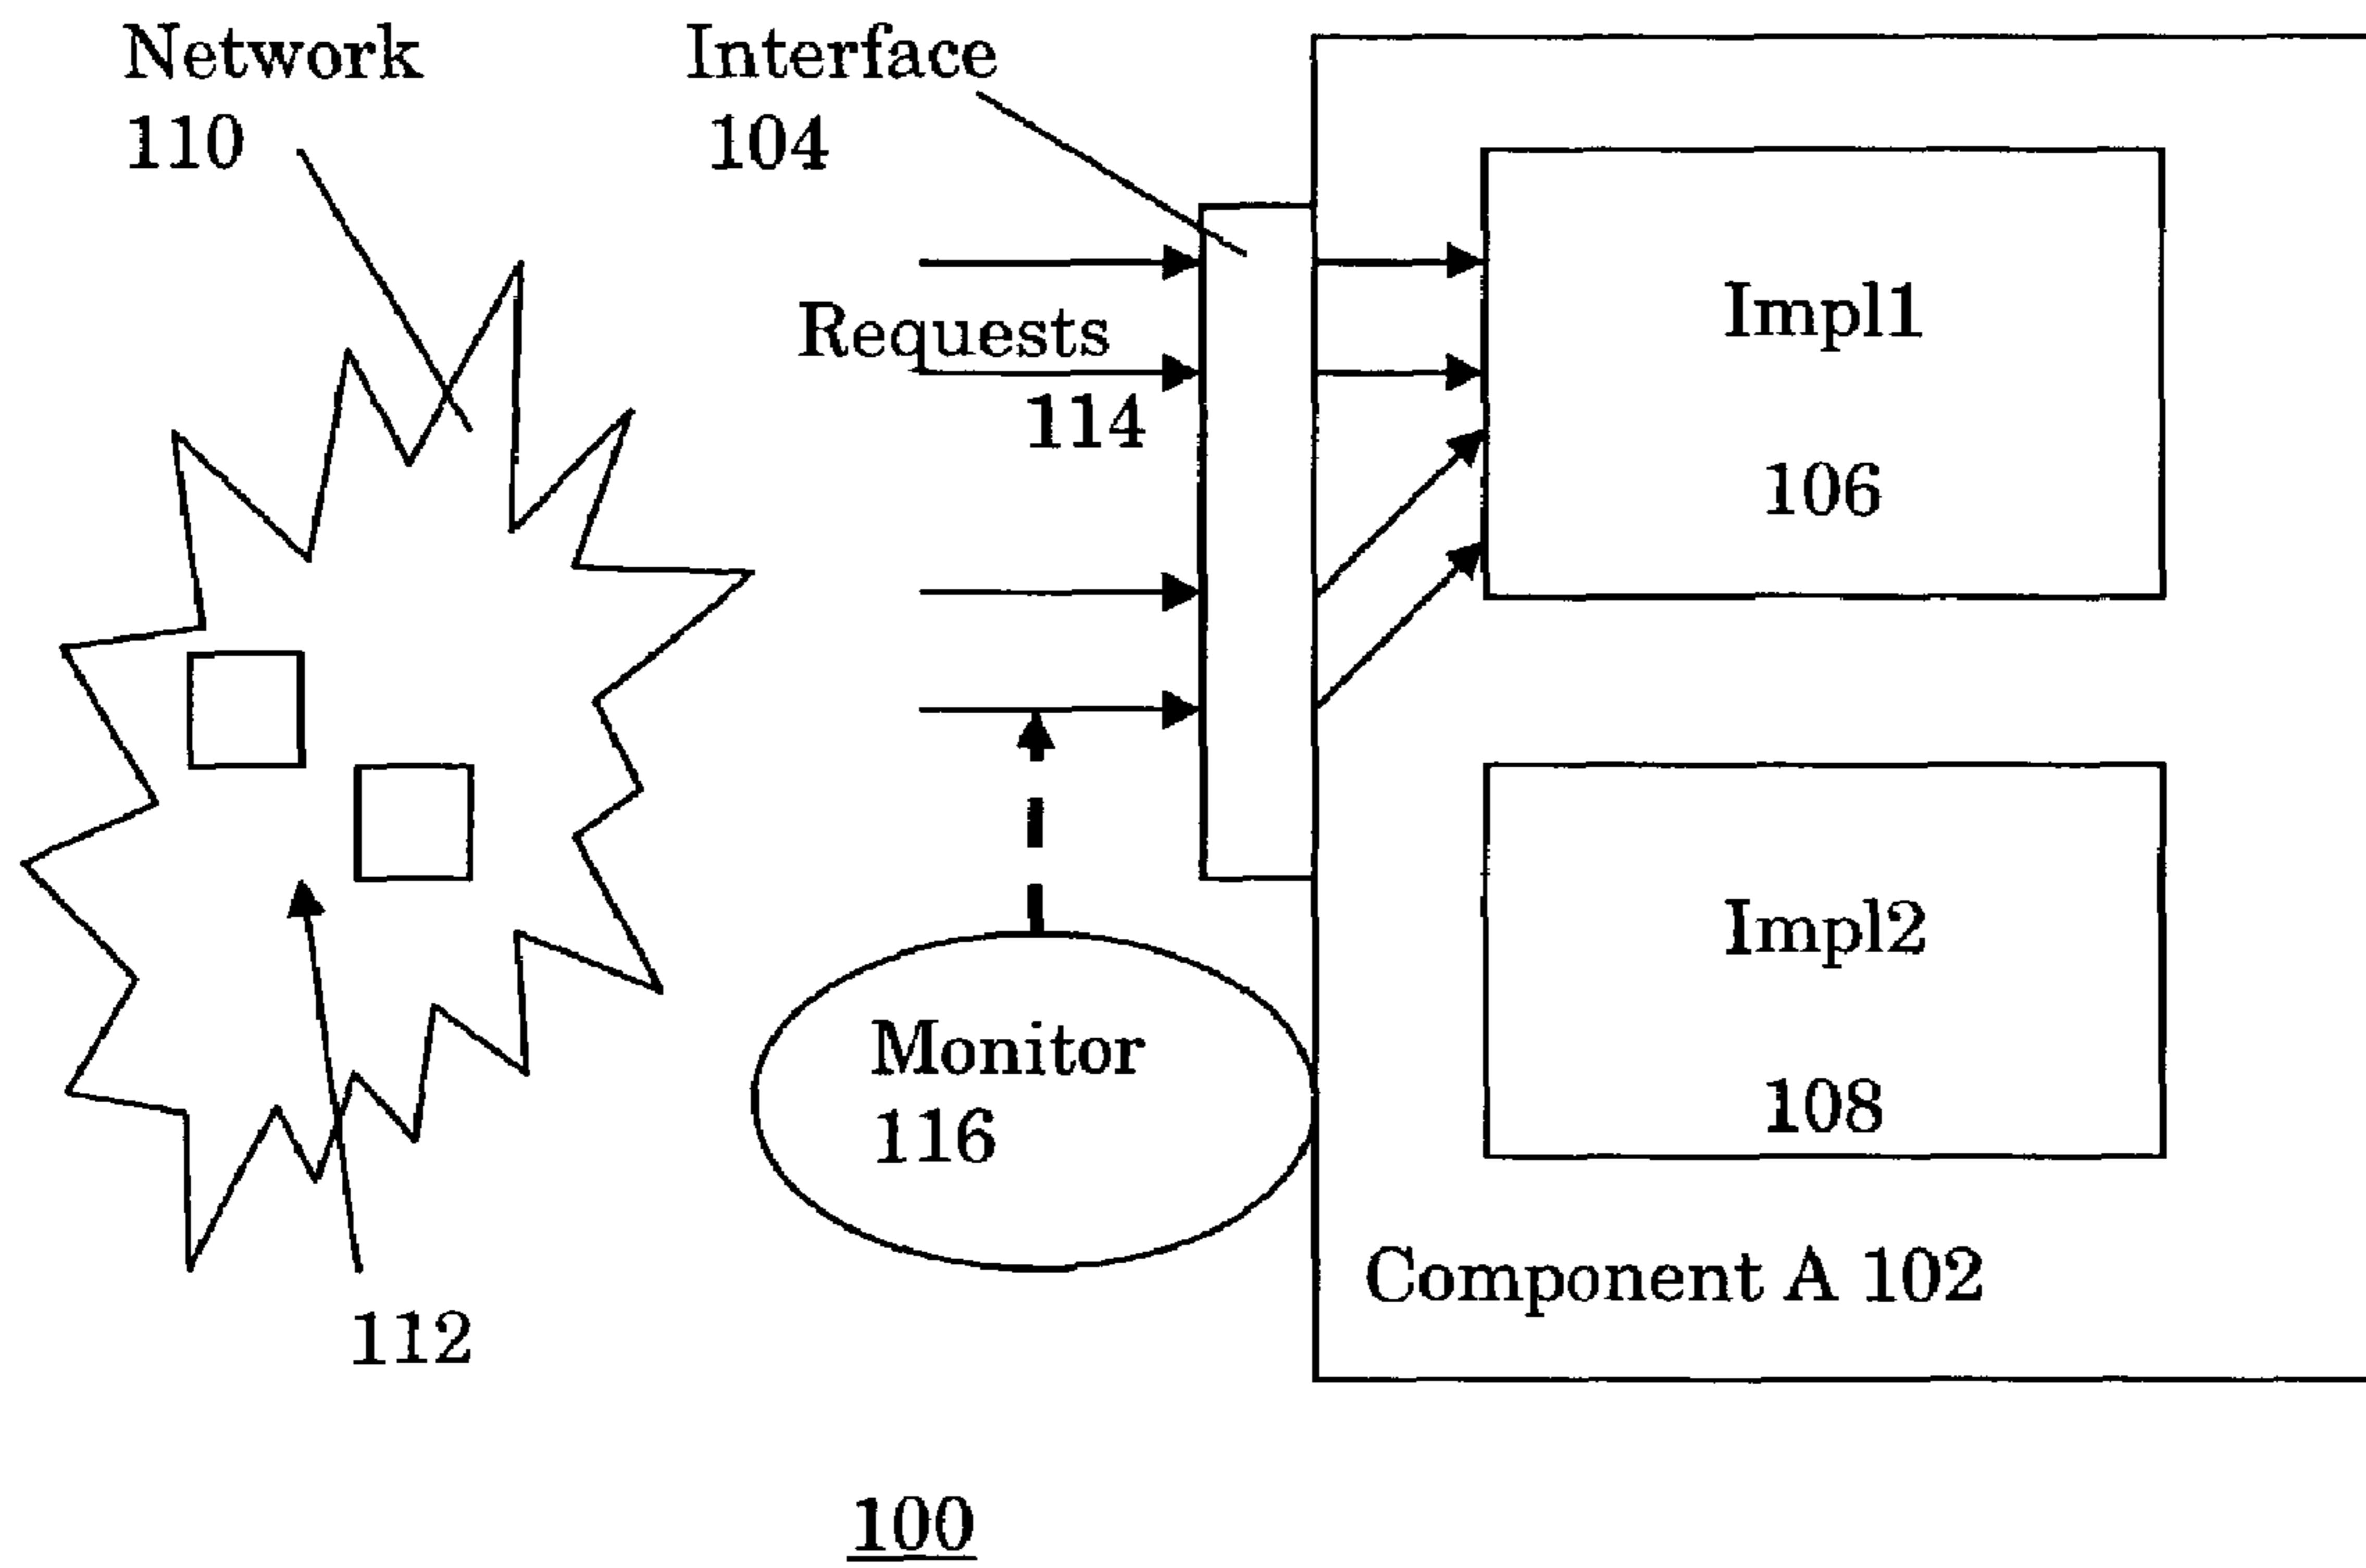 Network
110
Interface
104
Requests
114
Impl1
106
Impl2
108
Monitor
116
Component A 102
112
100